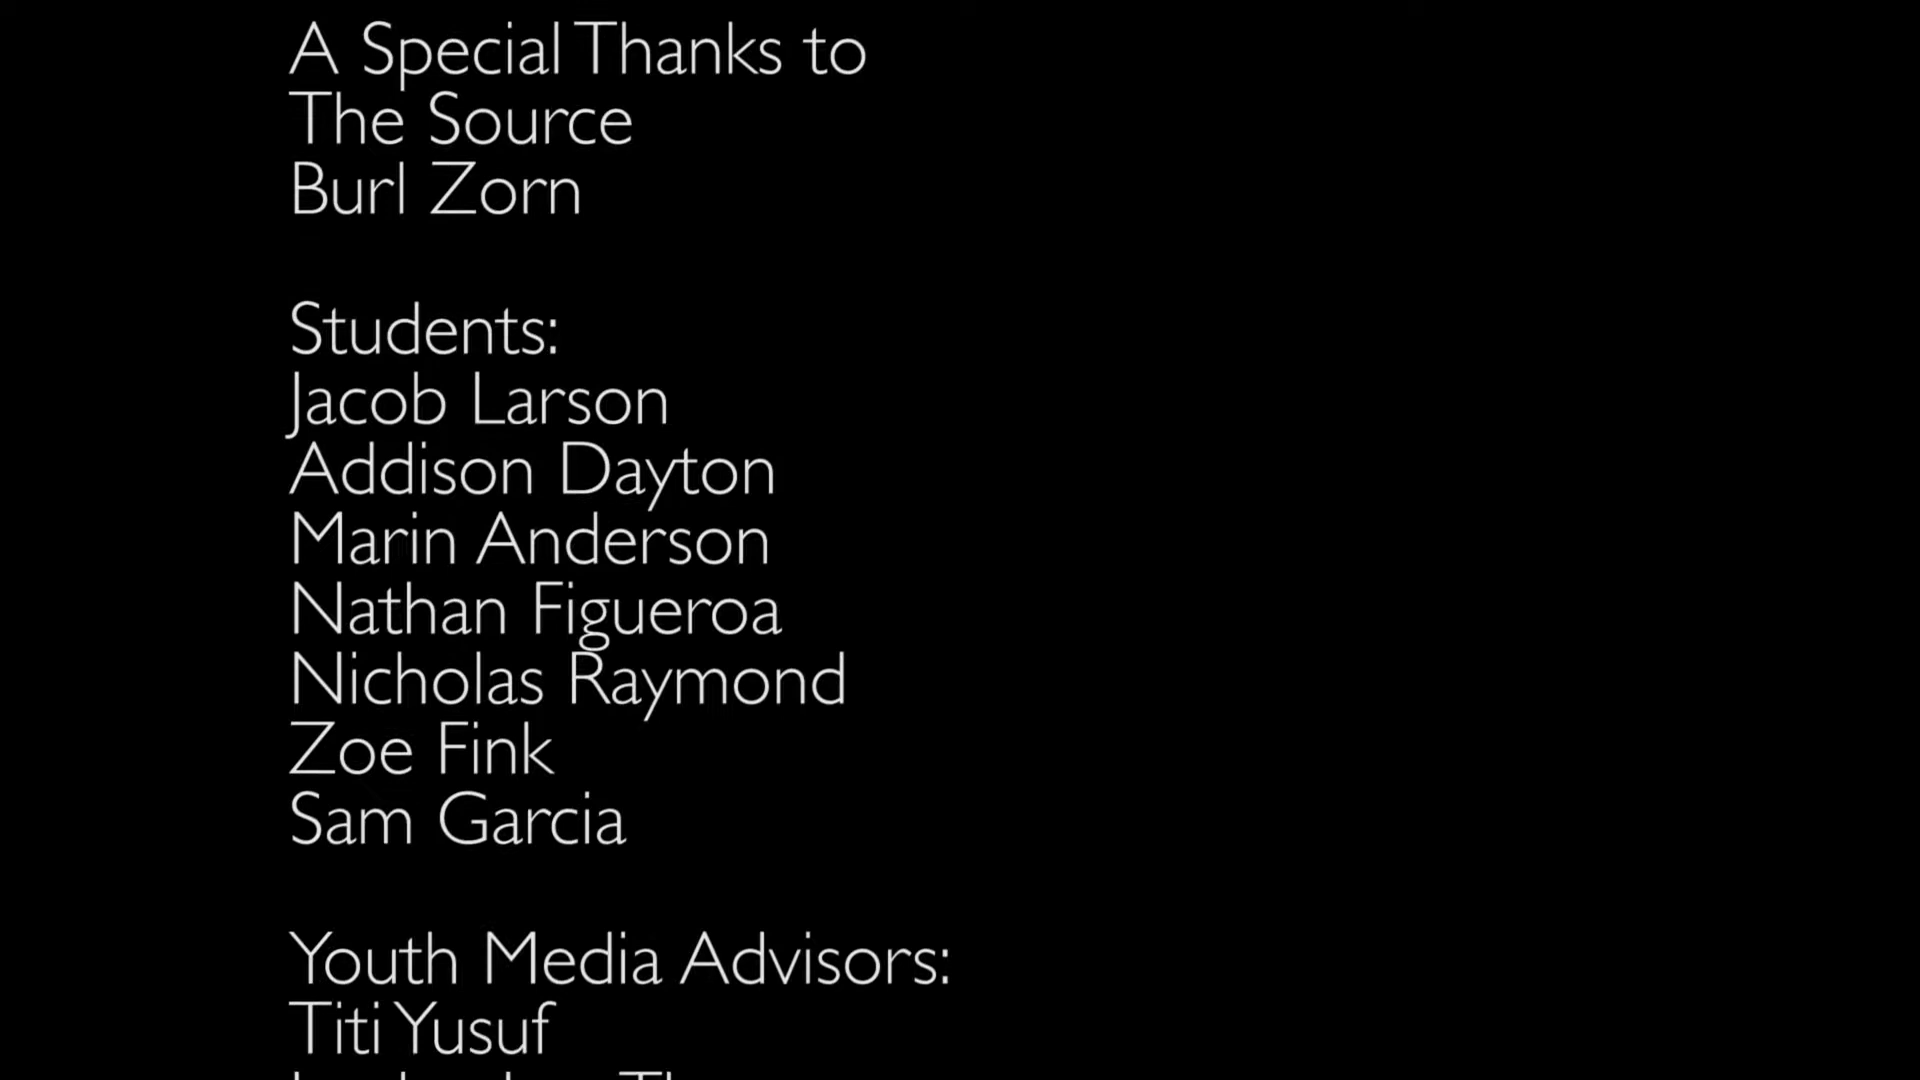 A Special Thanks to
The Source
Burl Zorn
Students:
Jacob Larson
Addison Dayton
Marin Anderson
Nathan Figueroa
Nicholas Raymond
Zoe Fink
Sam Garcia
Youth Media Advisors:
Titi Yusuf